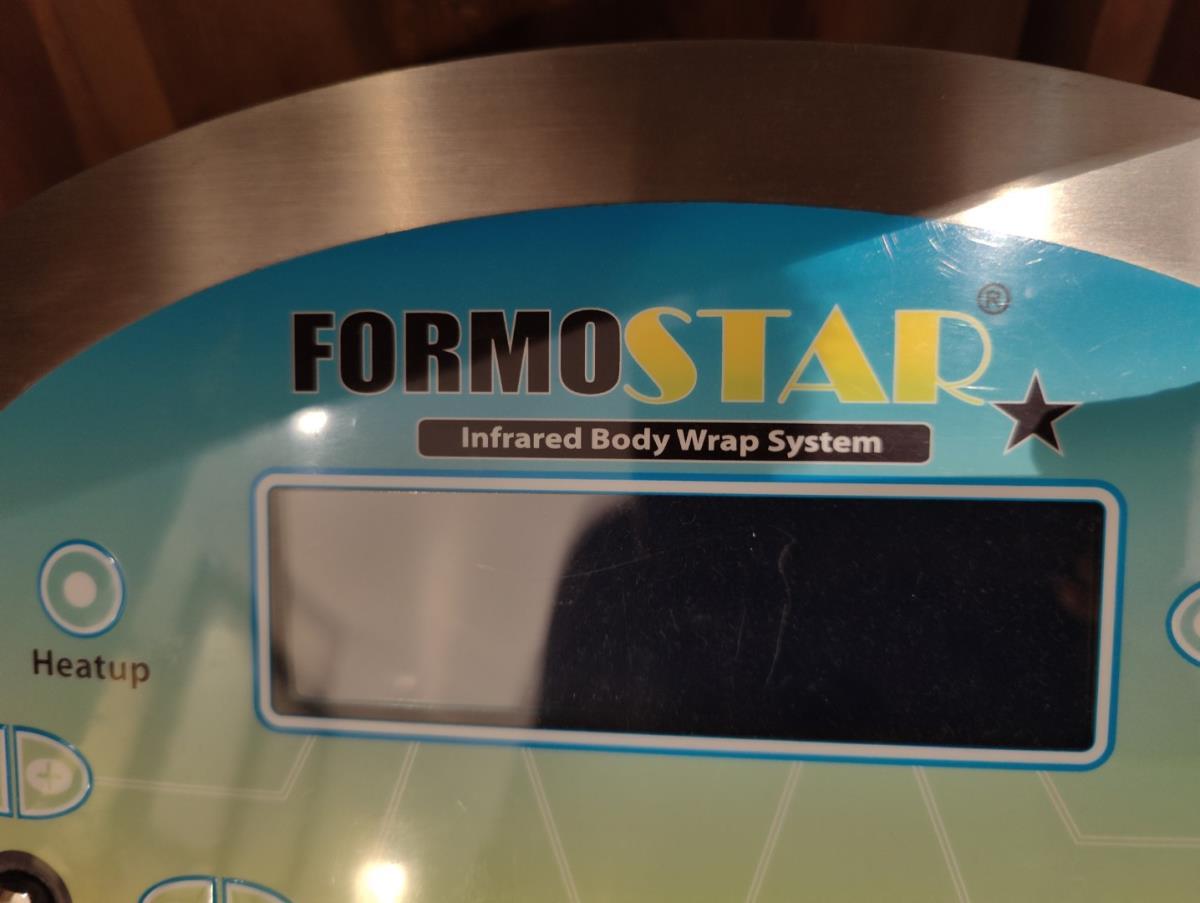 FORMOSTAR®
Infrared Body Wrap System
Heatup